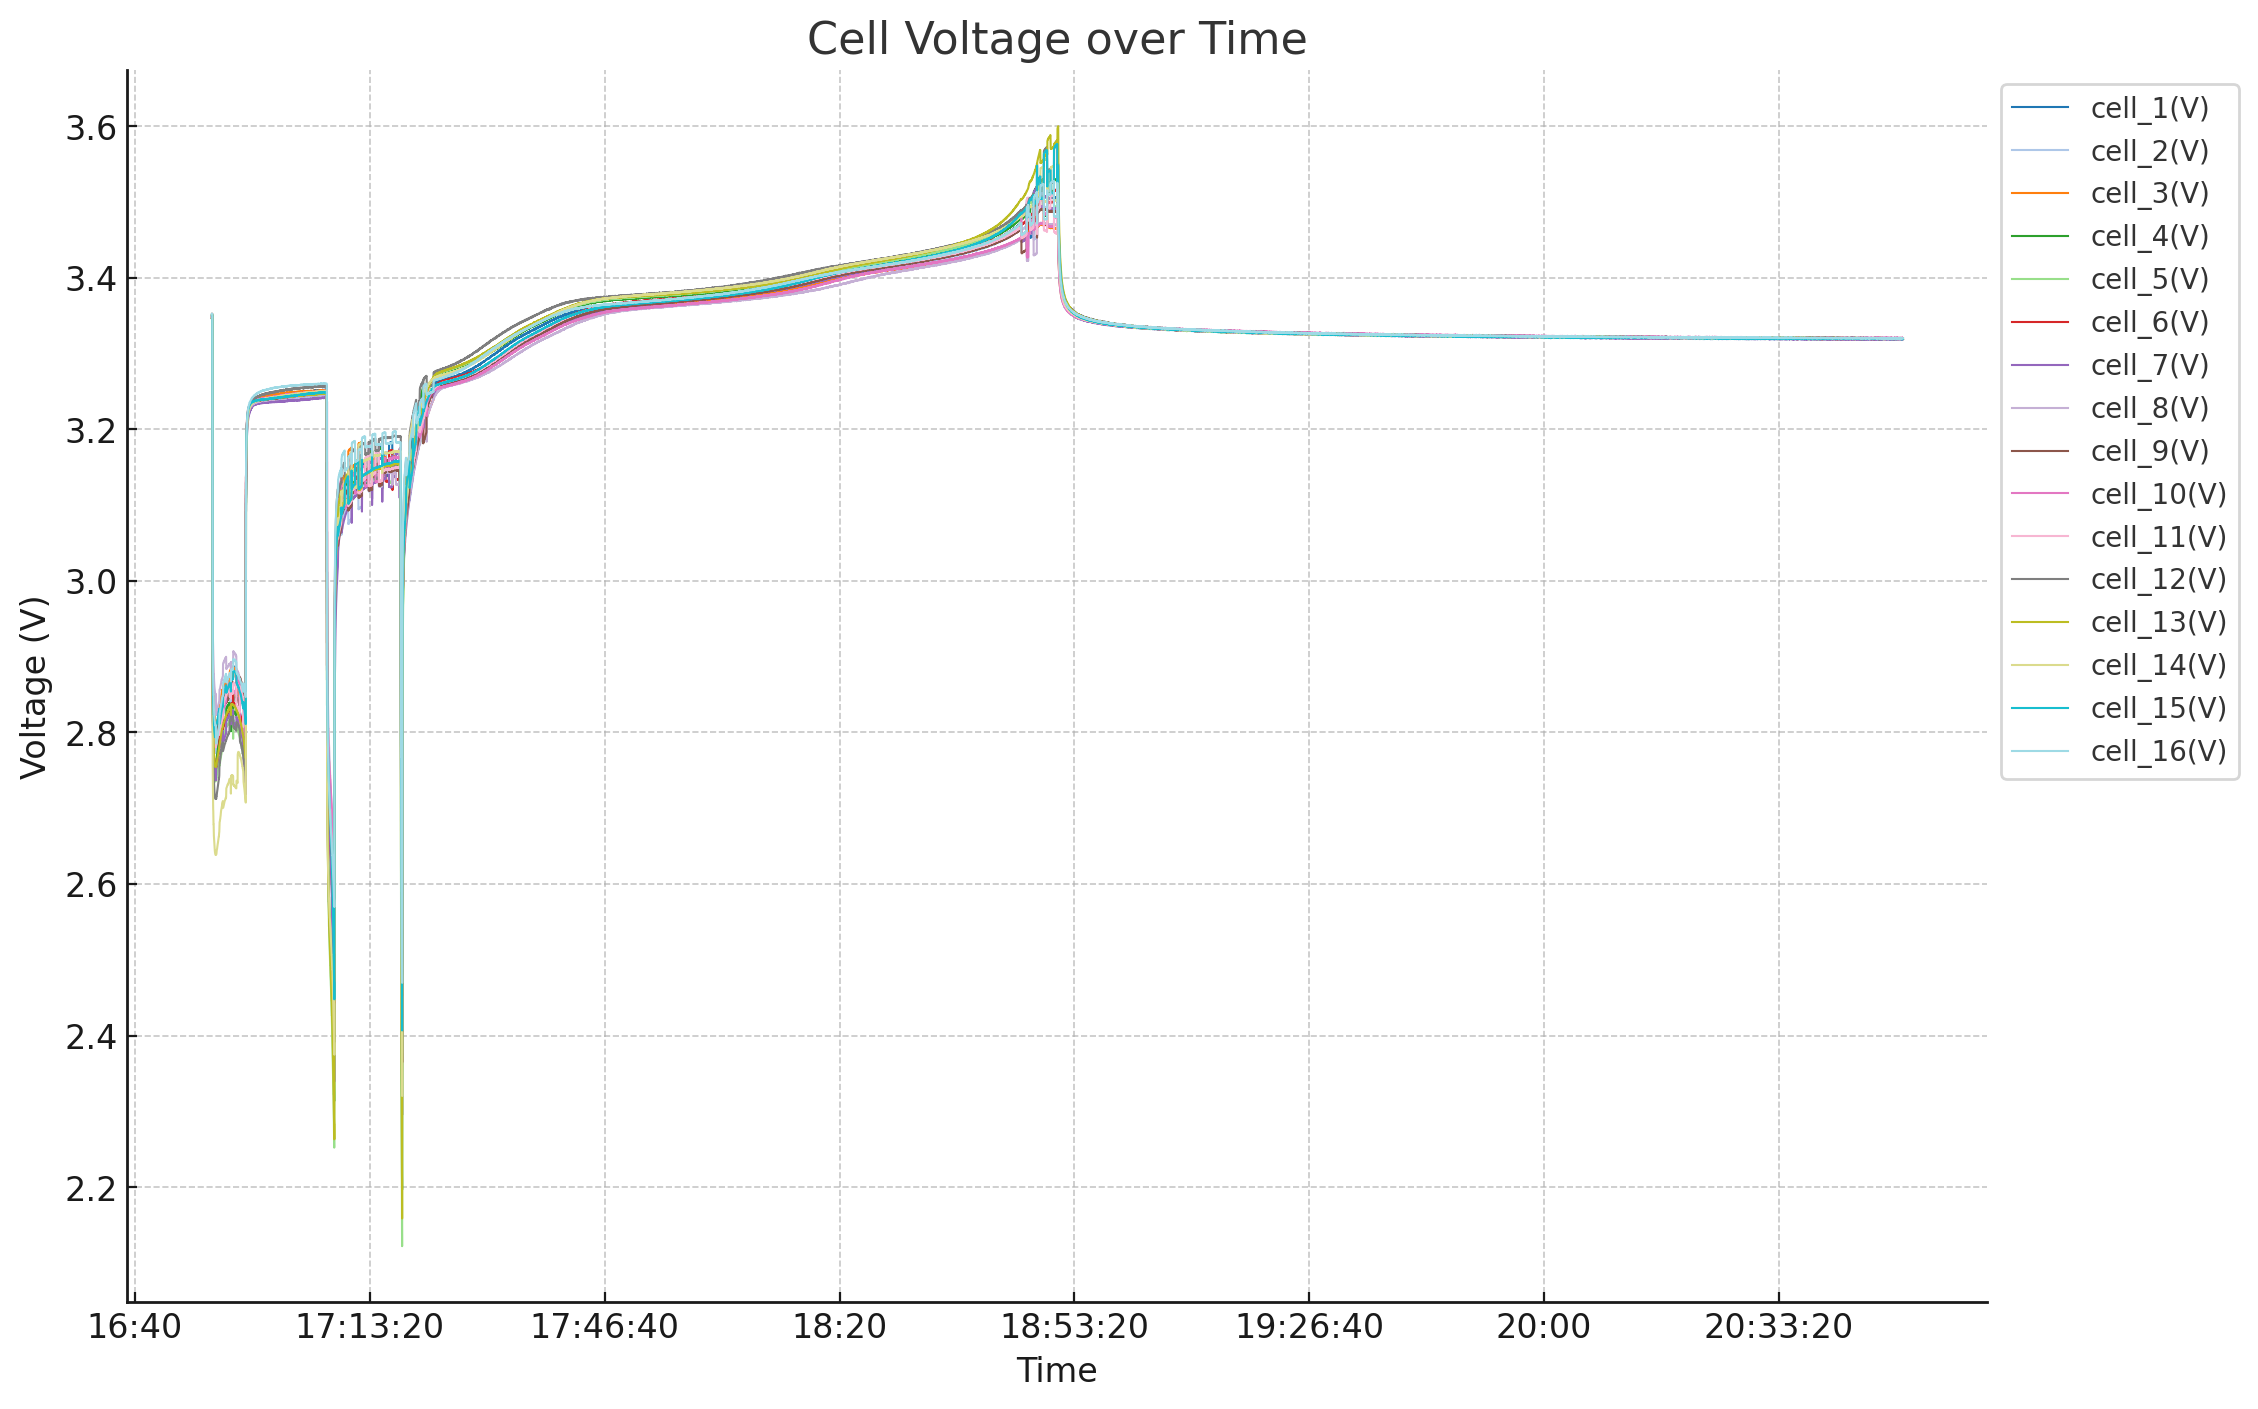 Cell Voltage over Time
Voltage (V)
3.6
3.4
3.2
3.0
2.8
2.6
2.4
2.2
16:40
17:13:20
17:46:40
18:20
18:53:20
19:26:40
20:00
20:33:20
Time
cell_1(V)
cell_2(V)
cell_3(V)
cell_4(V)
cell_5(V)
cell_6(V)
cell_7(V)
cell_8(V)
cell_9(V)
cell_10(V)
cell_11(V)
cell_12(V)
cell_13(V)
cell_14(V)
cell_15(V)
cell_16(V)